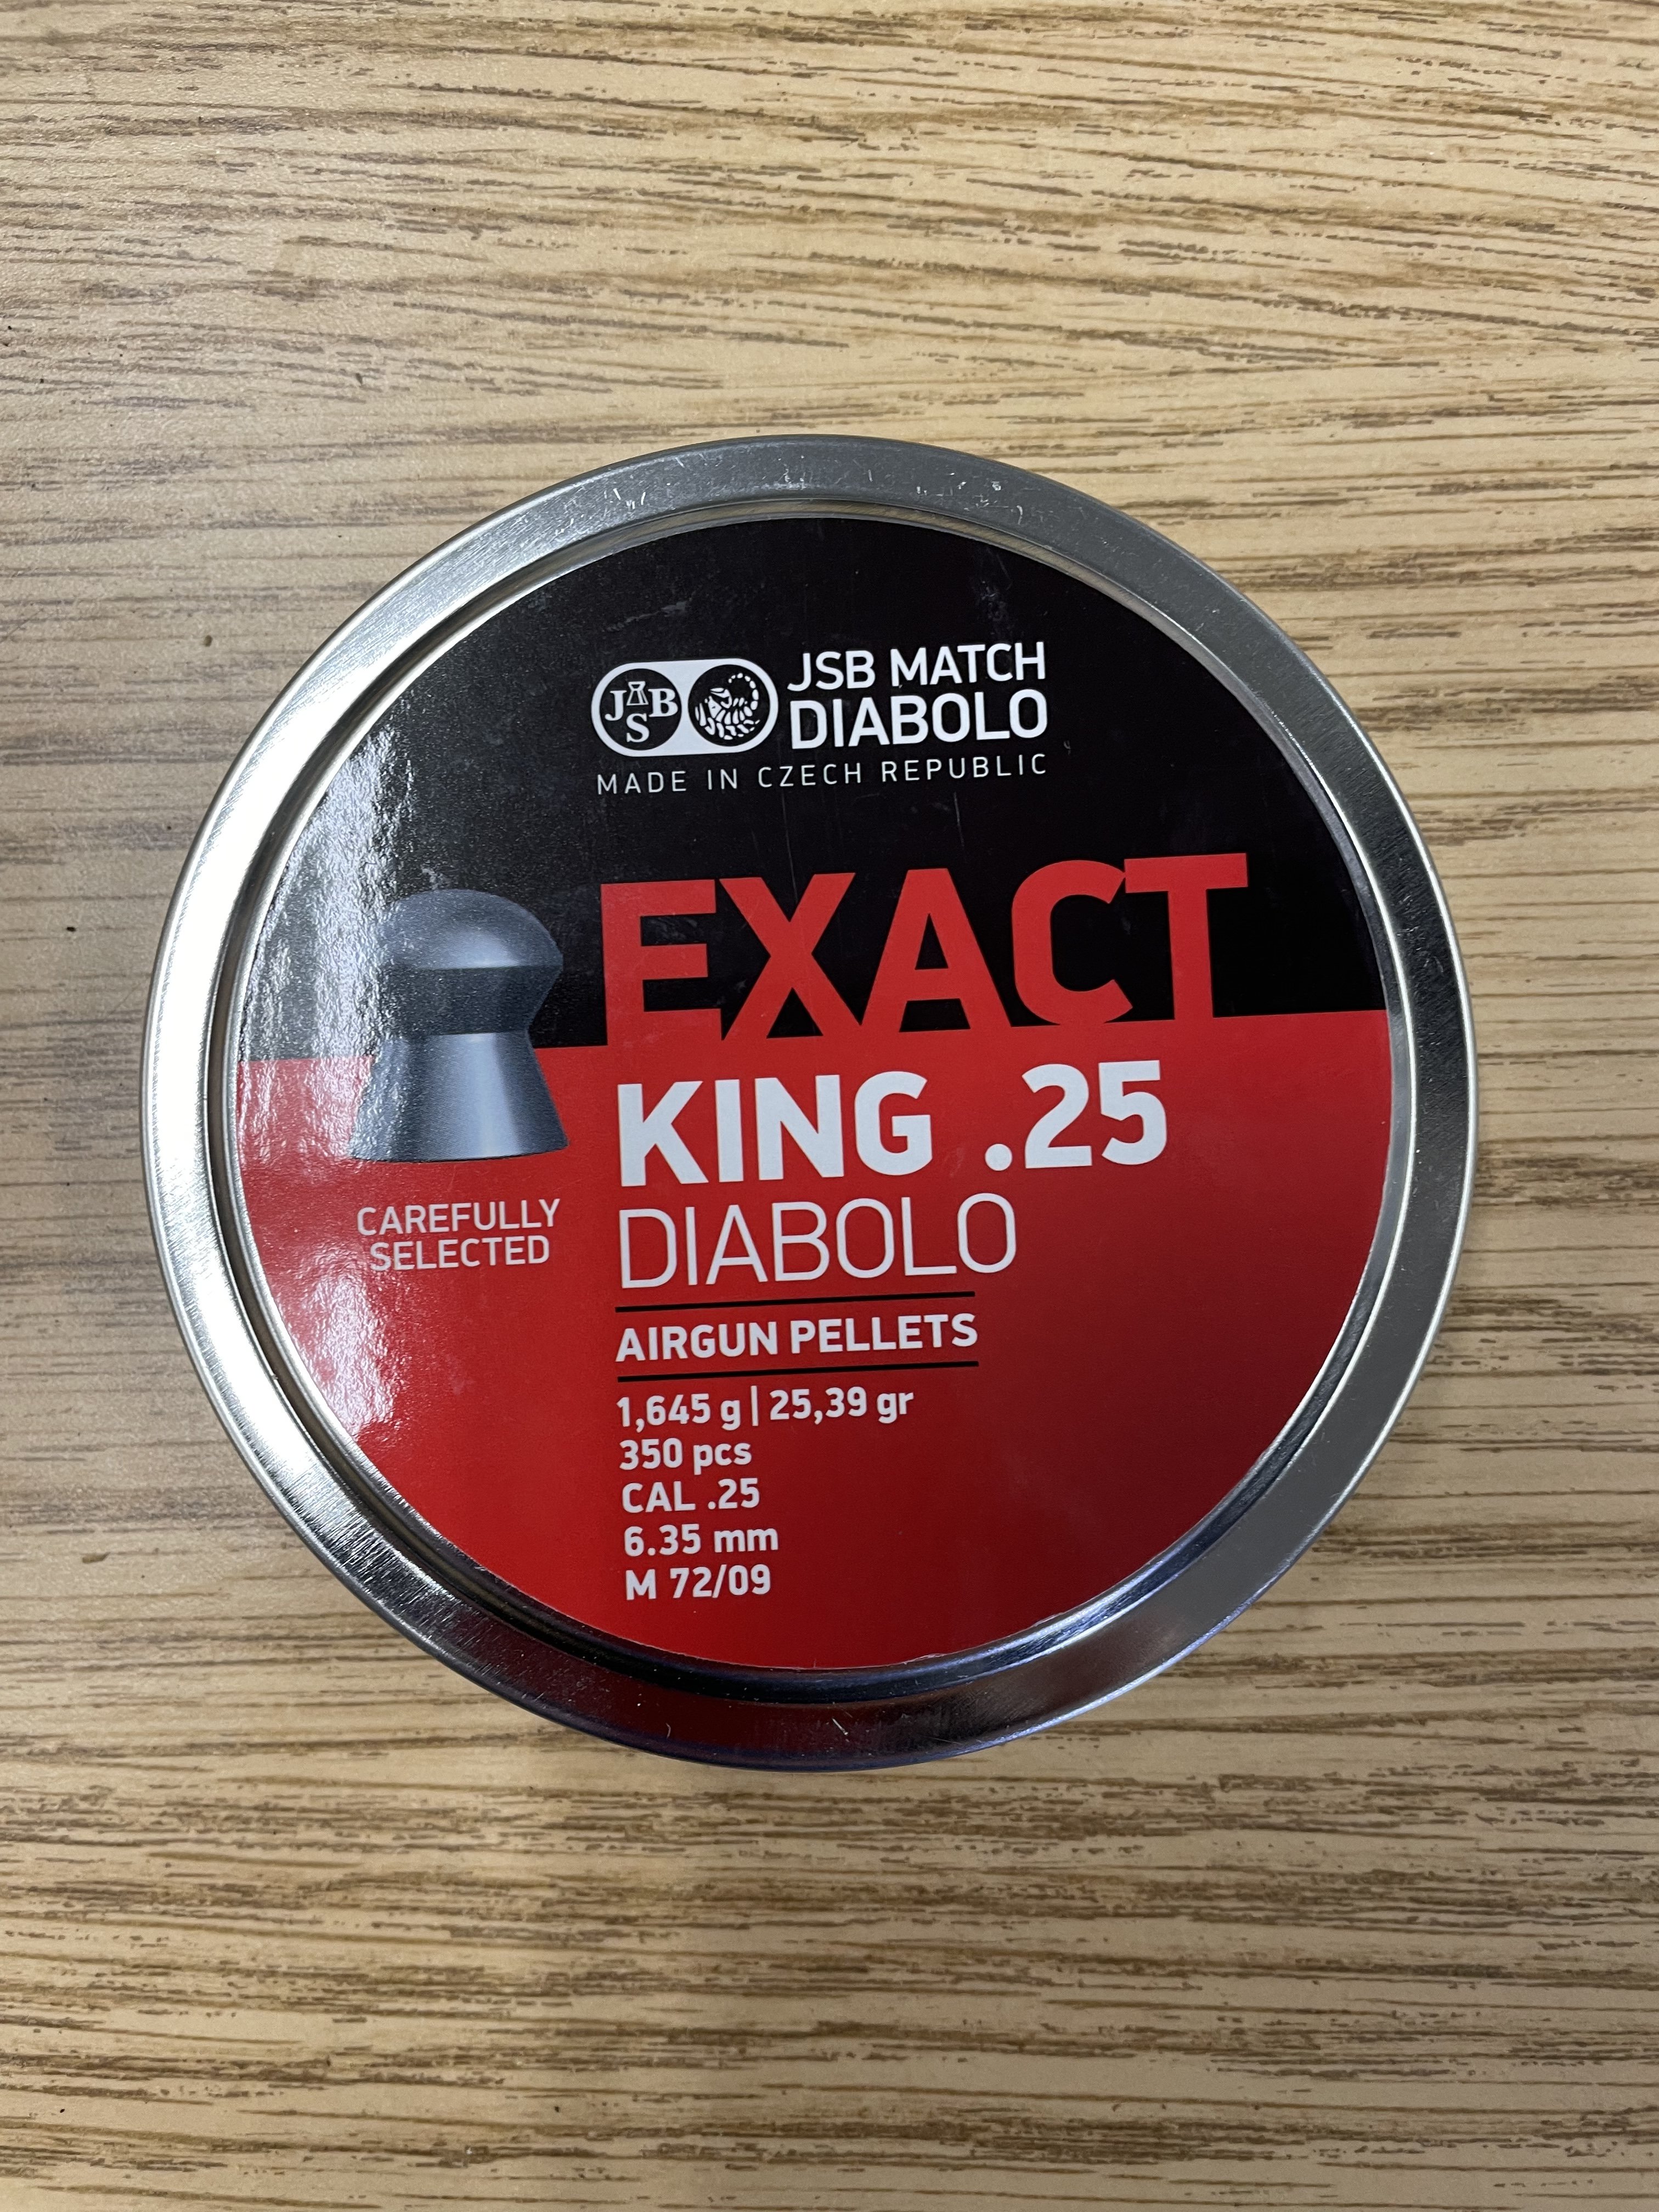 JSB
JSB MATCH
DIABOLO
MADE IN CZECH REPUBLIC
EXACT
KING .25
DIABOLO
CAREFULLY
SELECTED
AIRGUN PELLETS
1,645 g | 25,39 gr
350 pcs
CAL .25
6.35 mm
M 72/09